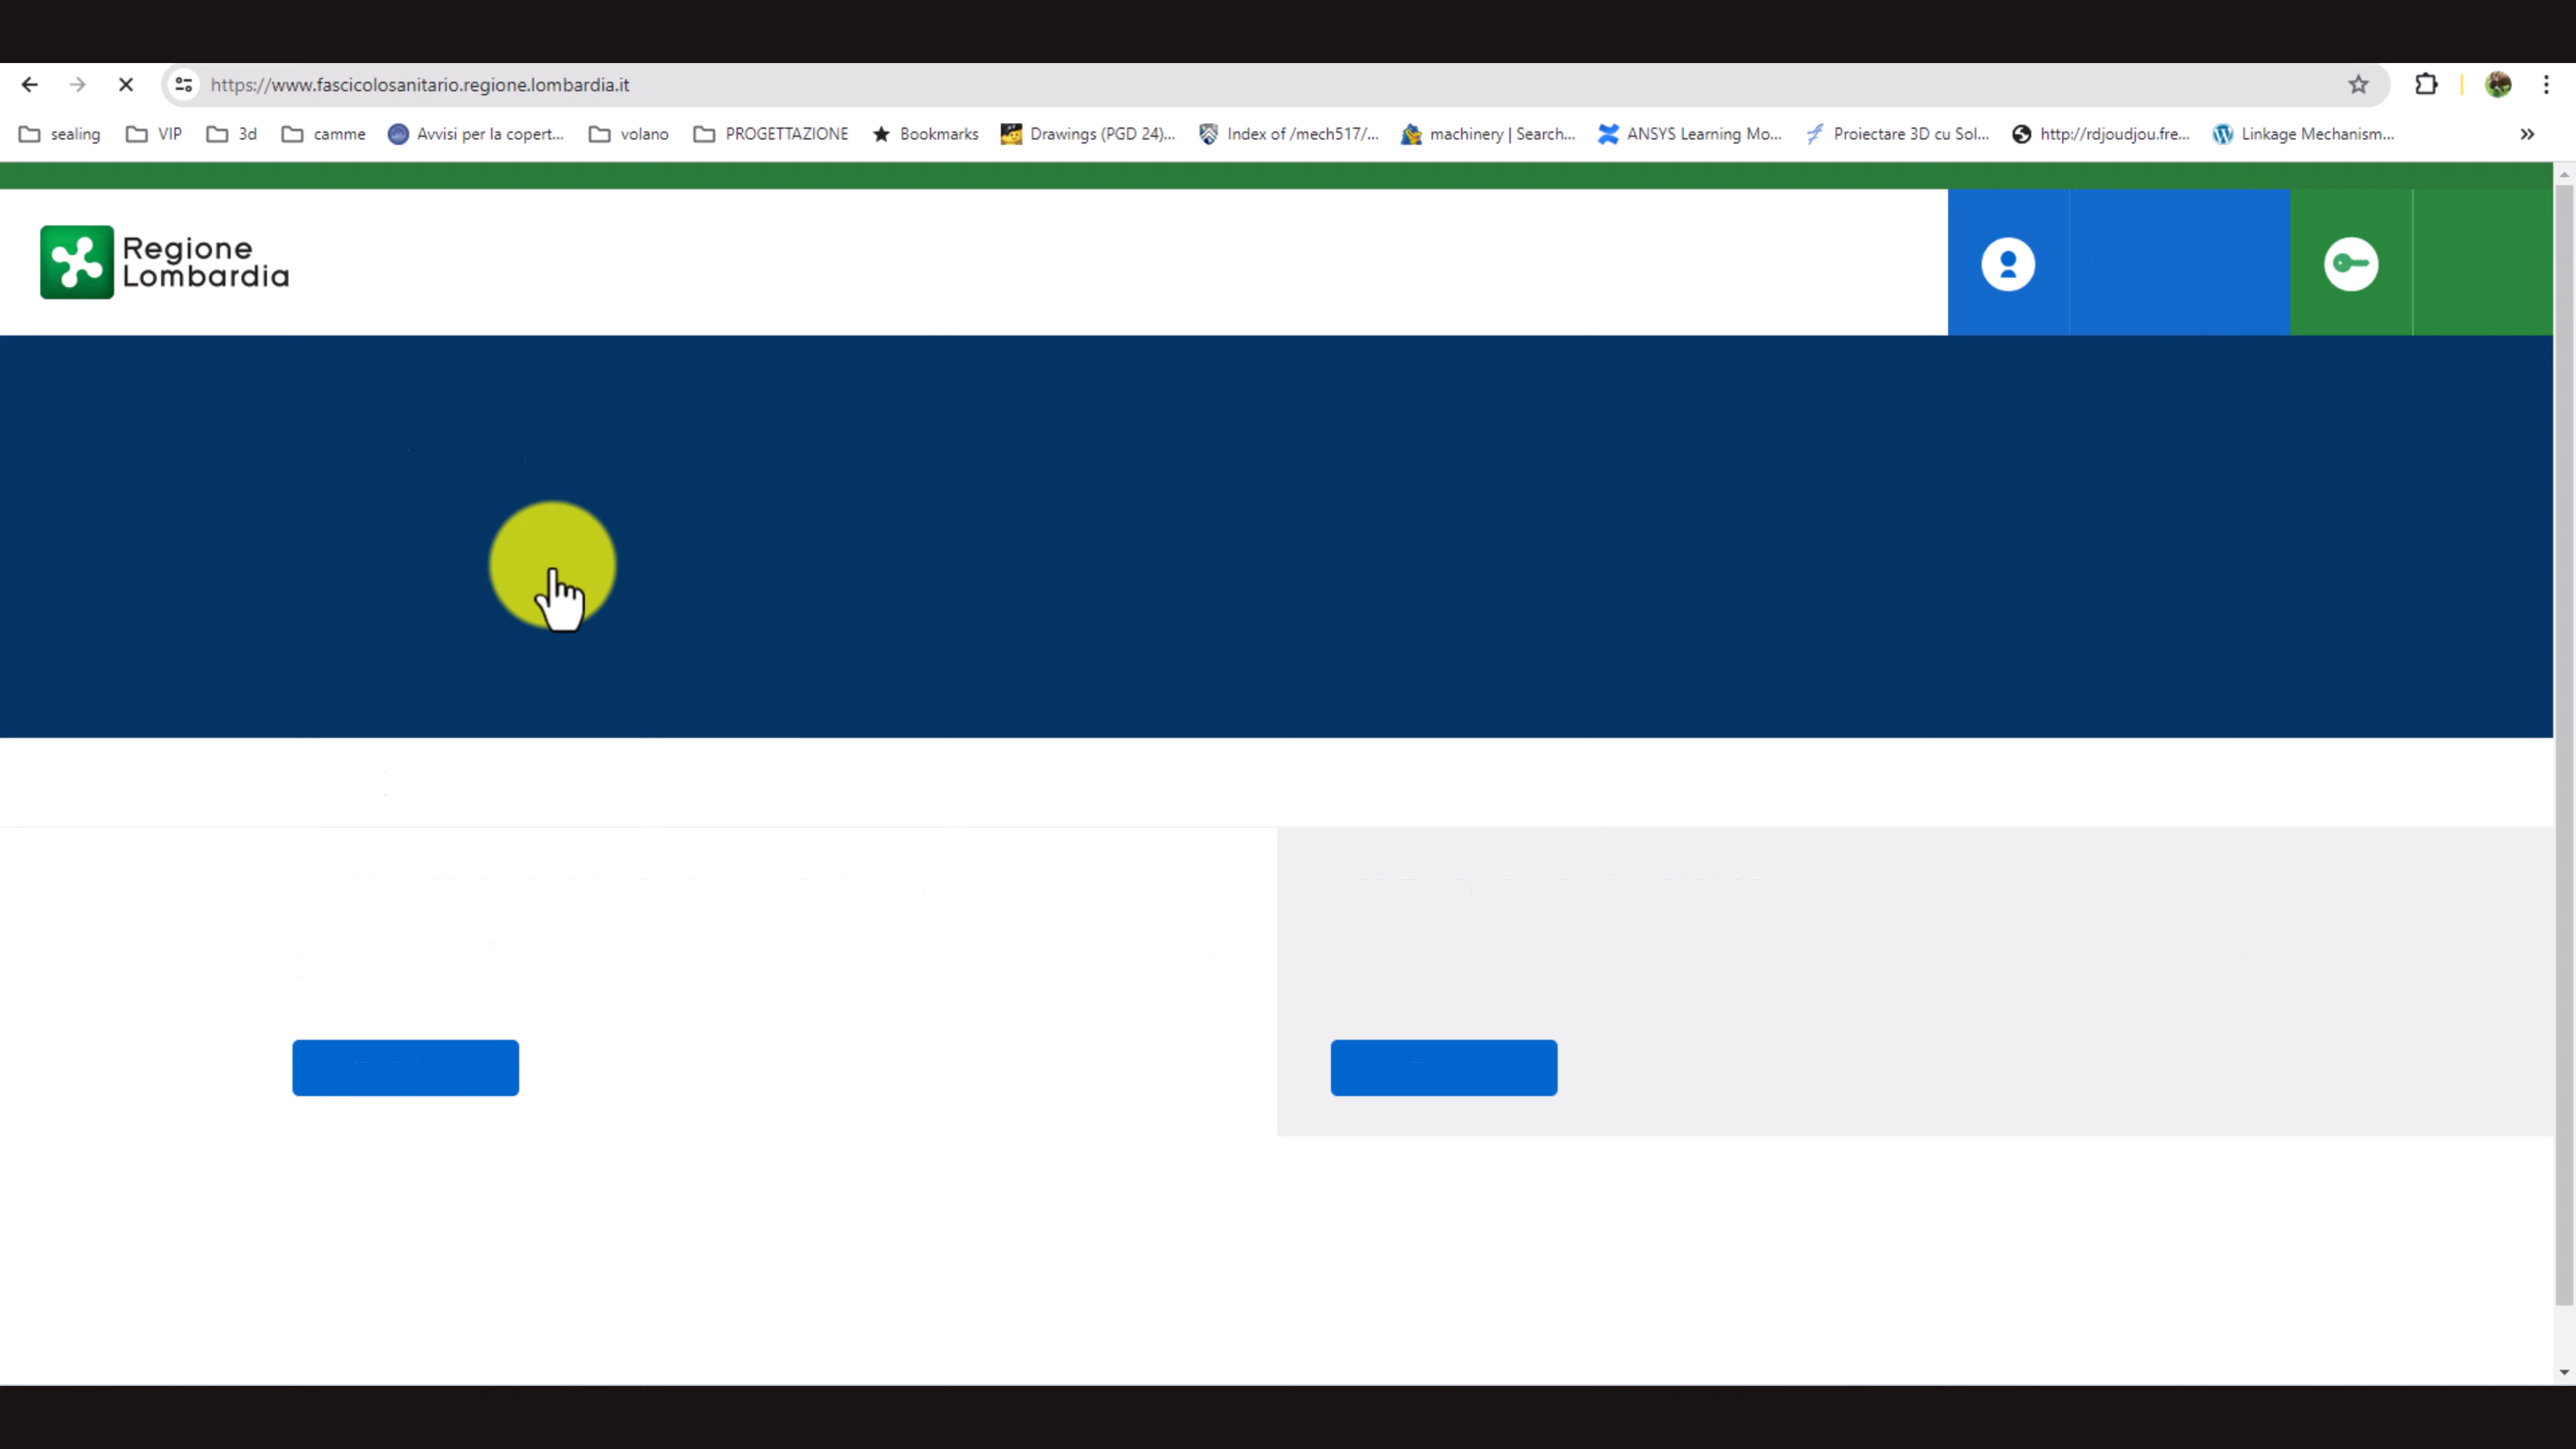 https://www.fascicolosanitario.regione.lombardia.it
sealing VIP 3d camme Avvisi per la copert... volano PROGETTAZIONE Bookmarks Drawings (PGD 24)... Index of /mech517/... machinery | Search... ANSYS Learning Mo... Proiectare 3D cu Sol... http://rdjoudjou.fre... Linkage Mechanism... »
Regione
Lombardia